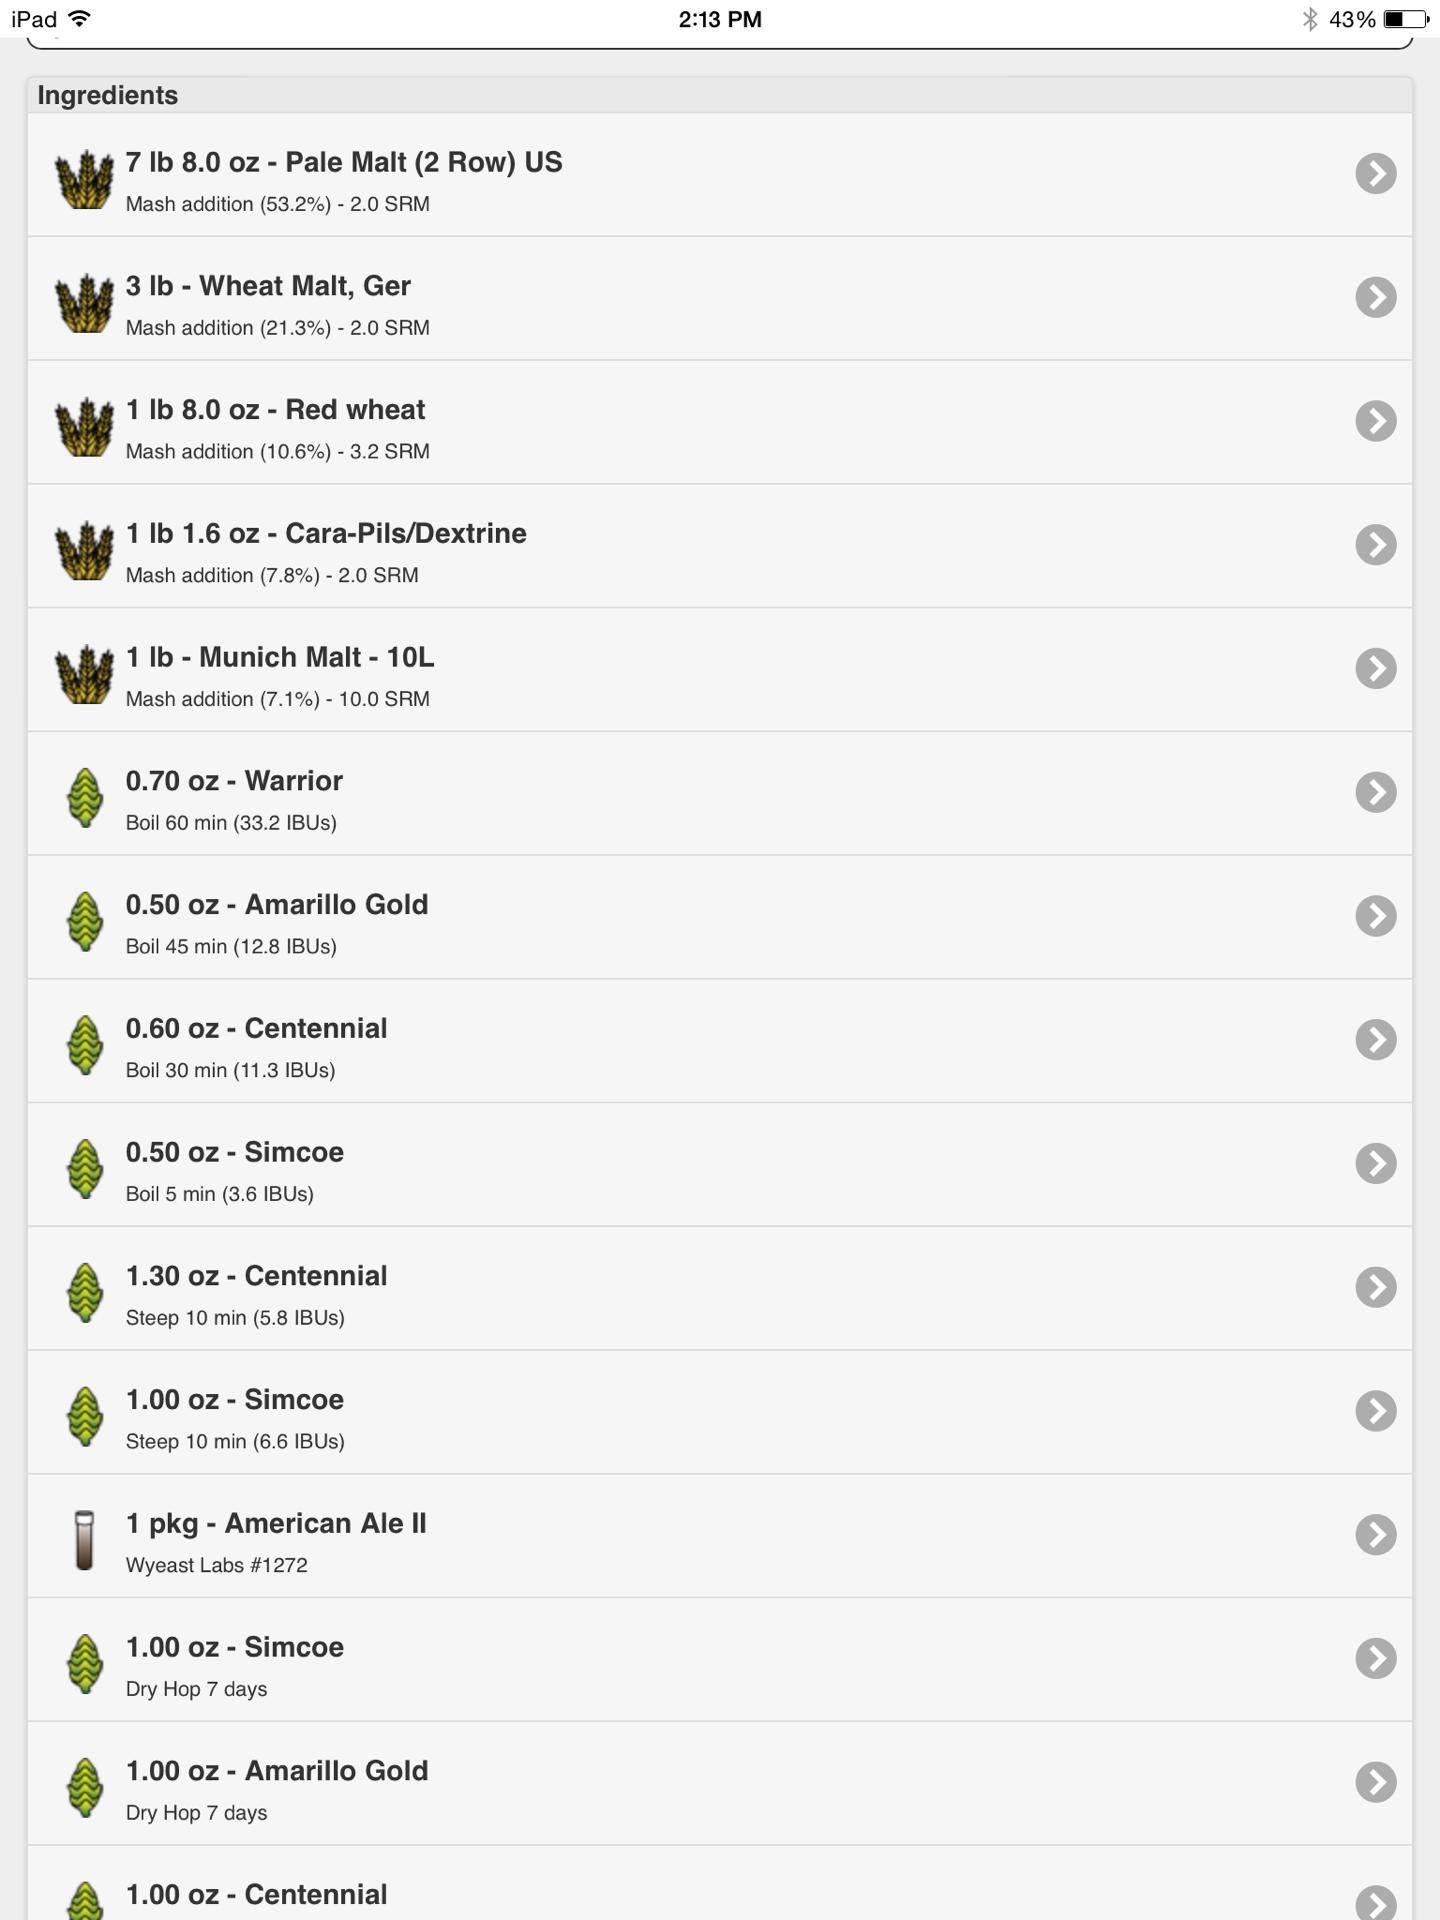 iPad 2:13 PM 43%
Ingredients
7 lb 8.0 oz - Pale Malt (2 Row) US
Mash addition (53.2%) - 2.0 SRM
3 lb - Wheat Malt, Ger
Mash addition (21.3%) - 2.0 SRM
1 lb 8.0 oz - Red wheat
Mash addition (10.6%) - 3.2 SRM
1 lb 1.6 oz - Cara-Pils/Dextrine
Mash addition (7.8%) - 2.0 SRM
1 lb - Munich Malt - 10L
Mash addition (7.1%) - 10.0 SRM
0.70 oz - Warrior
Boil 60 min (33.2 IBUs)
0.50 oz - Amarillo Gold
Boil 45 min (12.8 IBUs)
0.60 oz - Centennial
Boil 30 min (11.3 IBUs)
0.50 oz - Simcoe
Boil 5 min (3.6 IBUs)
1.30 oz - Centennial
Steep 10 min (5.8 IBUs)
1.00 oz - Simcoe
Steep 10 min (6.6 IBUs)
1 pkg - American Ale II
Wyeast Labs #1272
1.00 oz - Simcoe
Dry Hop 7 days
1.00 oz - Amarillo Gold
Dry Hop 7 days
1.00 oz - Centennial